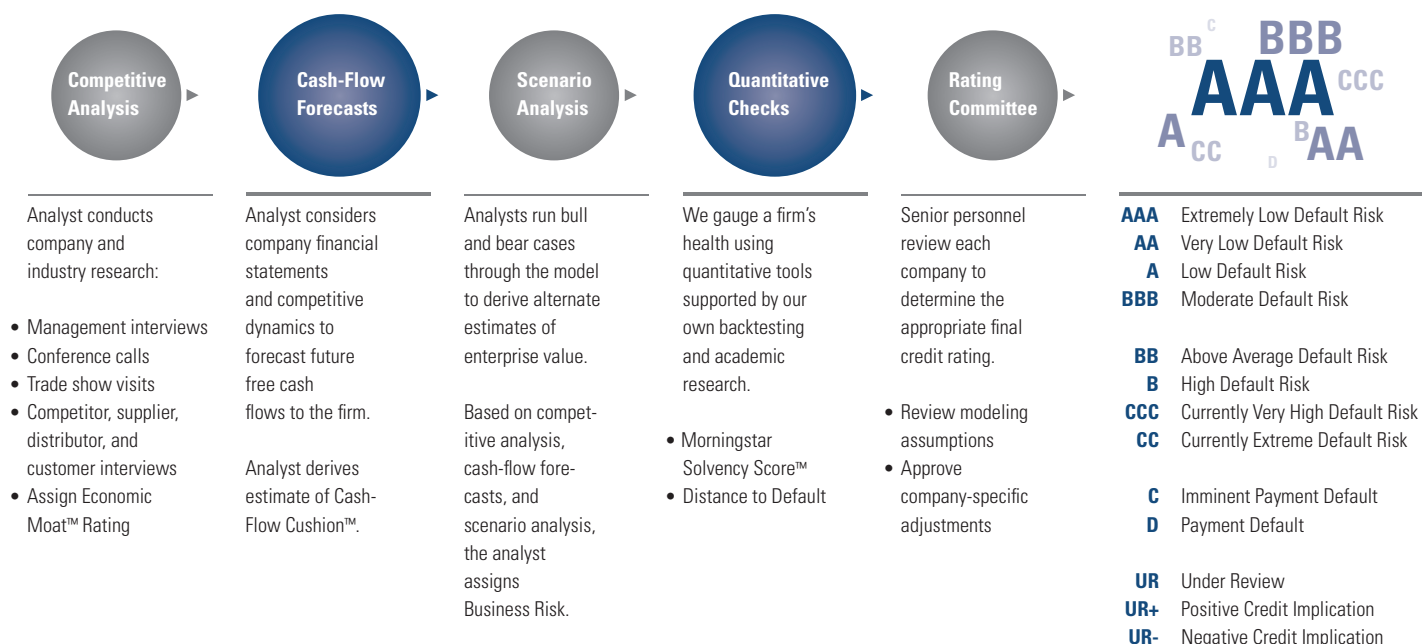 Competitive
Analysis
Cash-Flow
Forecasts
Scenario
Analysis
Quantitative
Checks
Rating
Committee
C
BB
BBB
AAA
CCC
A
CC
B
AA
D
Analyst conducts
company and
industry research:
• Management interviews
• Conference calls
• Trade show visits
• Competitor, supplier,
distributor, and
customer interviews
• Assign Economic
Moat™ Rating
Analyst considers
company financial
statements
and competitive
dynamics to
forecast future
free cash
flows to the firm.
Analyst derives
estimate of Cash-
Flow Cushion™.
Analysts run bull
and bear cases
through the model
to derive alternate
estimates of
enterprise value.
Based on compet-
itive analysis,
cash-flow fore-
casts, and
scenario analysis,
the analyst
assigns
Business Risk.
We gauge a firm's
health using
quantitative tools
supported by our
own backtesting
and academic
research.
• Morningstar
Solvency Score™
• Distance to Default
Senior personnel
review each
company to
determine the
appropriate final
credit rating.
• Review modeling
assumptions
• Approve
company-specific
adjustments
AAA Extremely Low Default Risk
AA Very Low Default Risk
A Low Default Risk
BBB Moderate Default Risk
BB Above Average Default Risk
B High Default Risk
CCC Currently Very High Default Risk
CC Currently Extreme Default Risk
C Imminent Payment Default
D Payment Default
UR Under Review
UR+ Positive Credit Implication
UR- Negative Credit Implication